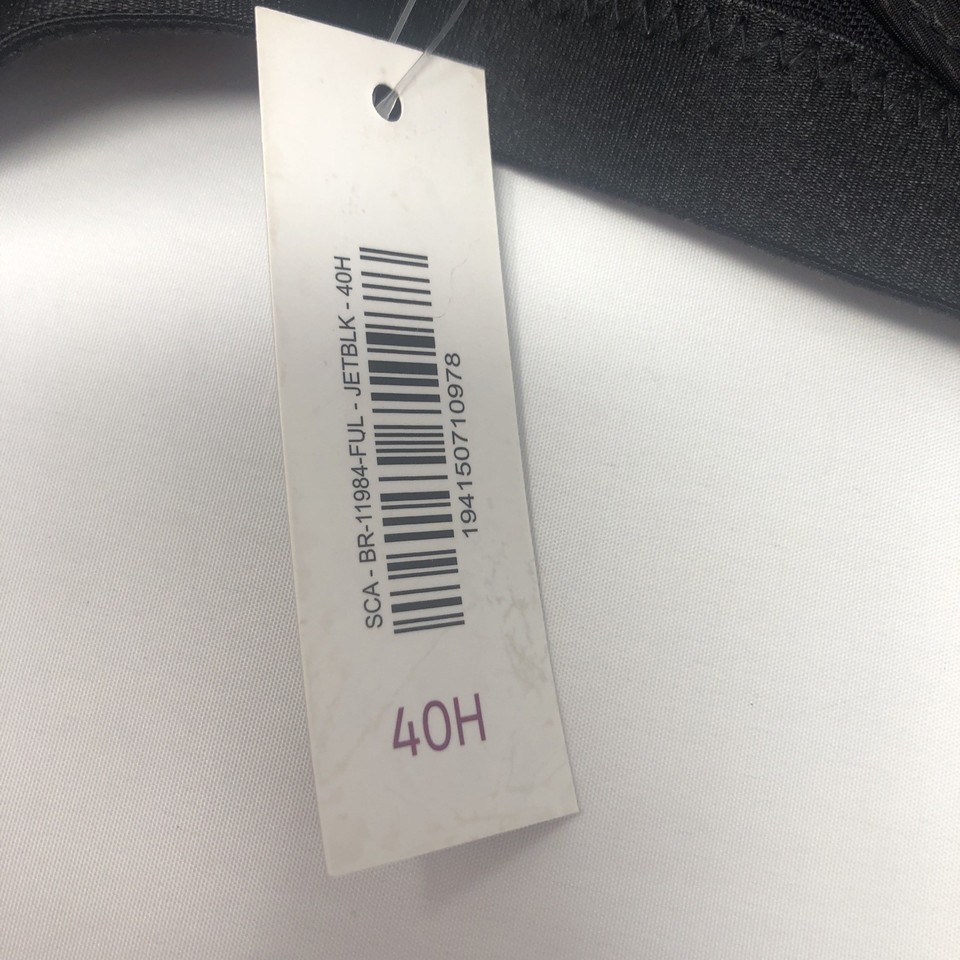 SCA - BR-11984-FUL - JETBLK - 40H
194150710978
40H